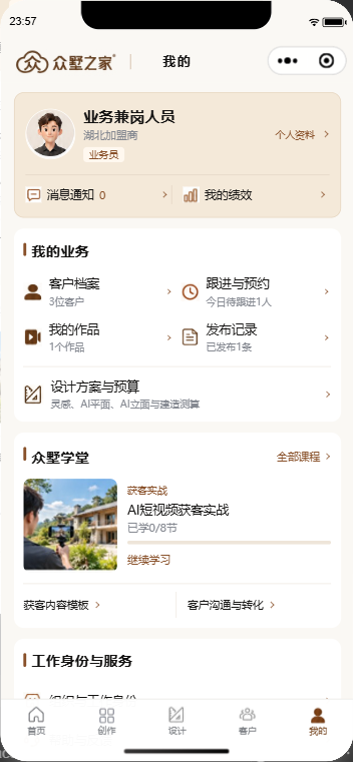 23:57
众墅之家
我的
业务兼岗人员
湖北加盟商
个人资料
业务员
消息通知 0
我的绩效
我的业务
客户档案
3位客户
跟进与预约
今日待跟进1人
我的作品
1个作品
发布记录
已发布1条
设计方案与预算
灵感、AI平面、AI立面与建造测算
众墅学堂
全部课程
获客实战
AI短视频获客实战
已学0/8节
继续学习
获客内容模板
客户沟通与转化
工作身份与服务
首页
创作
设计
客户
我的